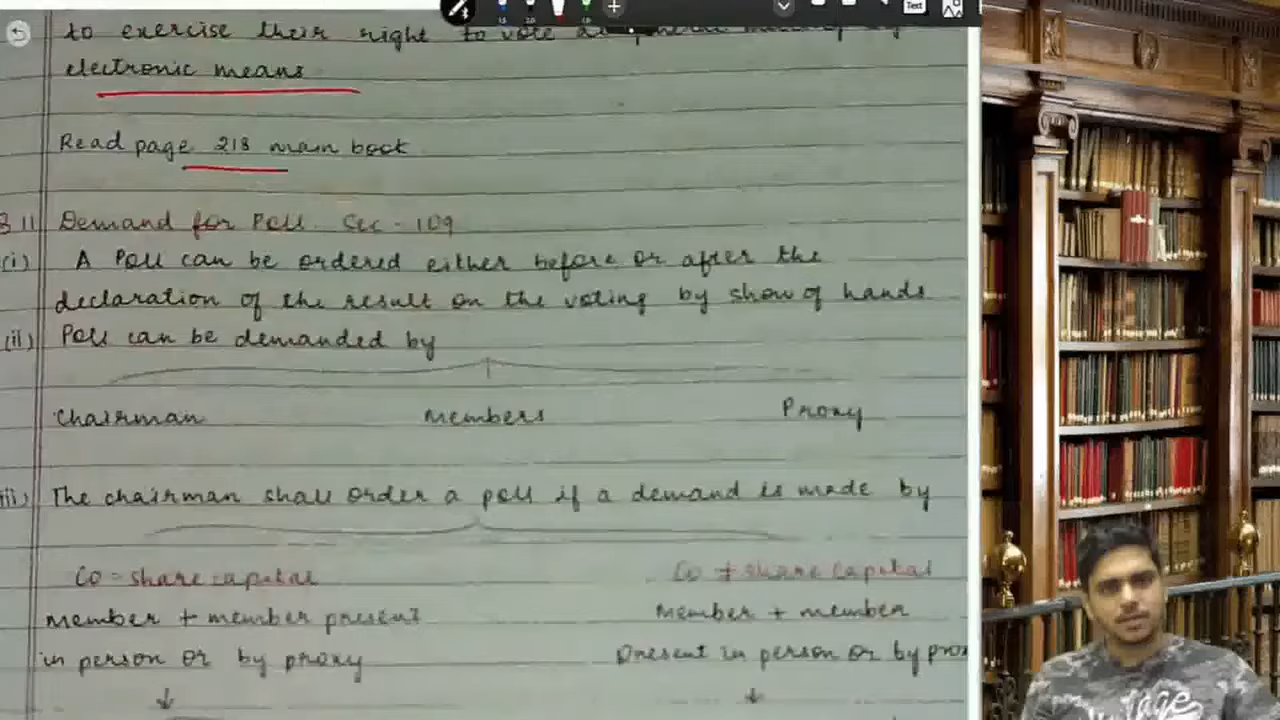 to exercise their right to vote at
electronic means
Read page 218 main book
11 Demand for Poll. Sec - 109
(i) A Poll can be ordered either before or after the
declaration of the result on the voting by show of hands
(ii) Poll can be demanded by
Chairman Members Proxy
The chairman shall order a poll if a demand is made by
Co - share capital Co + share capital
member + member present Member + member
in person or by proxy Present in person or by
Text